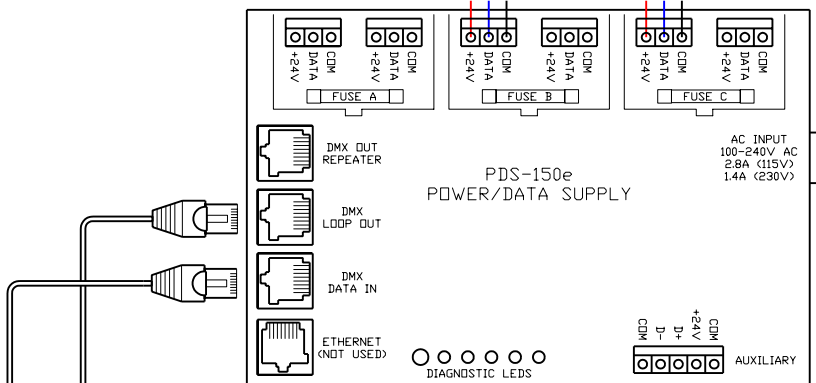 +24V DATA COM +24V DATA COM
FUSE A
+24V DATA COM +24V DATA COM
FUSE B
+24V DATA COM +24V DATA COM
FUSE C
DMX OUT
REPEATER
AC INPUT
100-240V AC
2.8A (115V)
1.4A (230V)
PDS-150e
POWER/DATA SUPPLY
DMX
LOOP OUT
DMX
DATA IN
ETHERNET
(NOT USED)
DIAGNOSTIC LEDS
COM D- D+ +24V COM
AUXILIARY